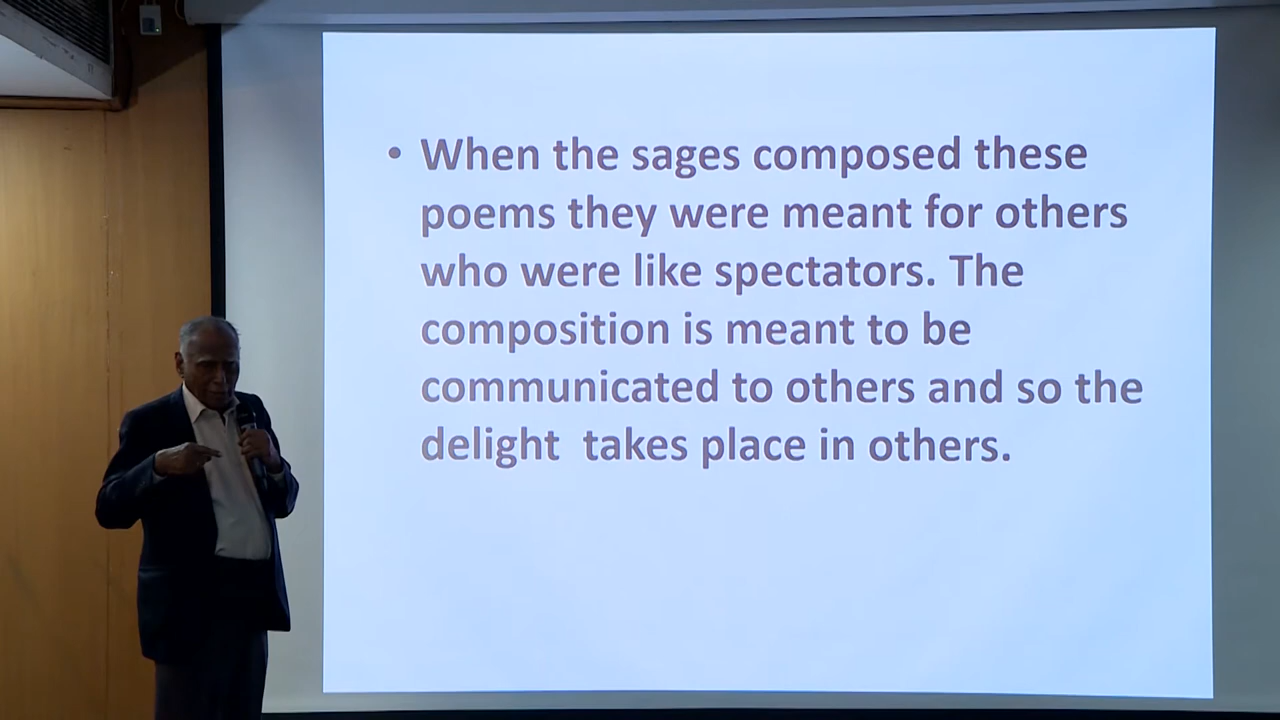 • When the sages composed these
poems they were meant for others
who were like spectators. The
composition is meant to be
communicated to others and so the
delight  takes place in others.